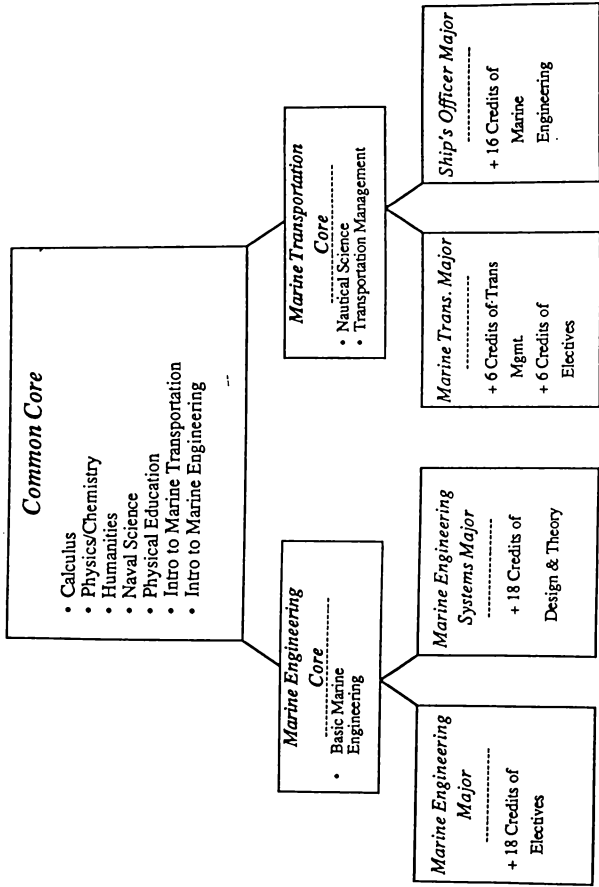 Common Core
• Calculus
• Physics/Chemistry
• Humanities
• Naval Science
• Physical Education
• Intro to Marine Transportation
• Intro to Marine Engineering
Marine Engineering
Core
• Basic Marine
Engineering
Marine Transportation
Core
• Nautical Science
• Transportation Management
Marine Engineering
Major
+ 18 Credits of
Electives
Marine Engineering
Systems Major
+ 18 Credits of
Design & Theory
Marine Trans. Major
+ 6 Credits of Trans
Mgmt.
+ 6 Credits of
Electives
Ship's Officer Major
+ 16 Credits of
Marine
Engineering